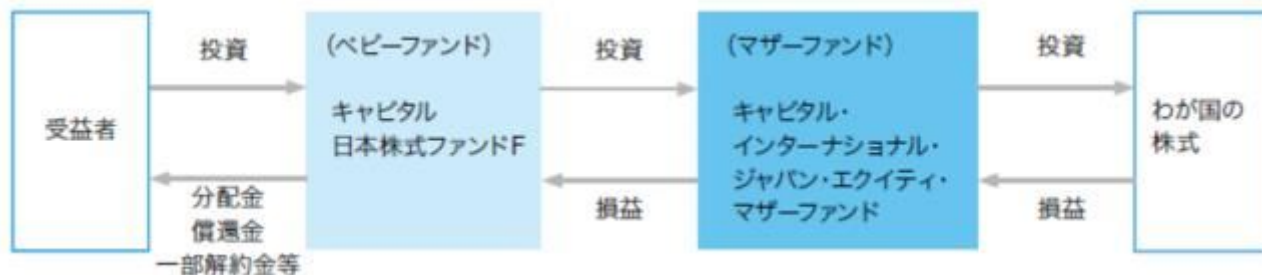 受益者
投資
分配金
償還金
一部解約金等
(ベビーファンド)
キャピタル
日本株式ファンドF
投資
損益
(マザーファンド)
キャピタル・
インターナショナル・
ジャパン・エクイティ・
マザーファンド
投資
損益
わが国の
株式